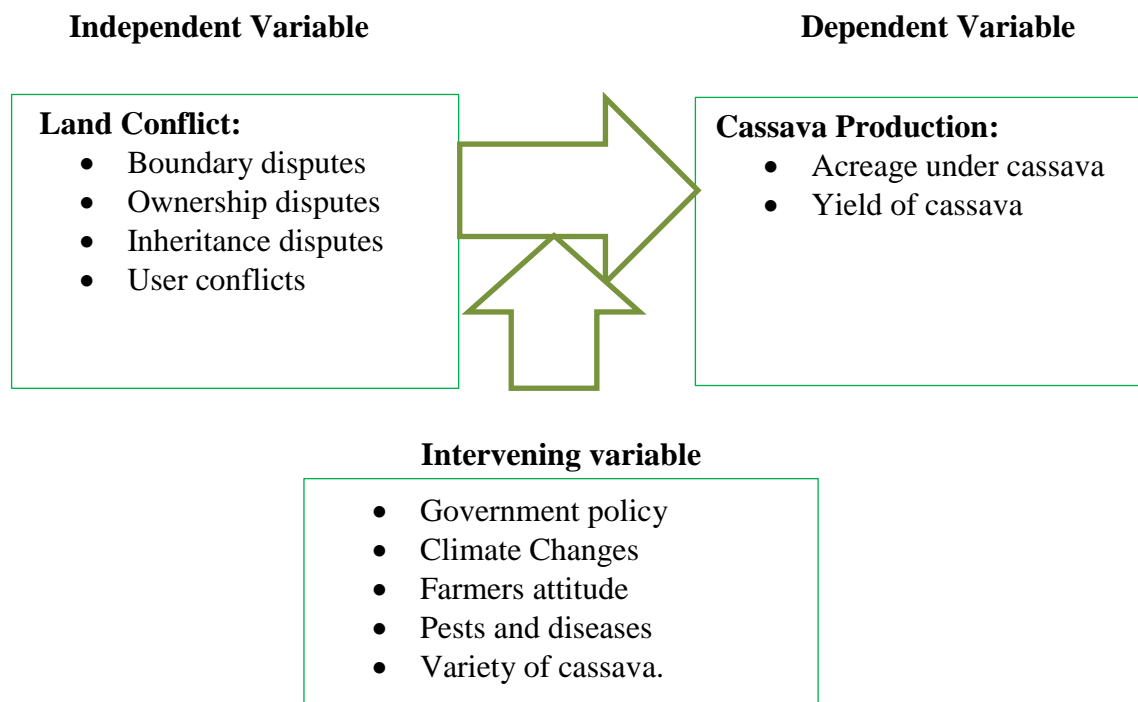 Independent Variable
Dependent Variable
Land Conflict:
• Boundary disputes
• Ownership disputes
• Inheritance disputes
• User conflicts
Cassava Production:
• Acreage under cassava
• Yield of cassava
Intervening variable
• Government policy
• Climate Changes
• Farmers attitude
• Pests and diseases
• Variety of cassava.